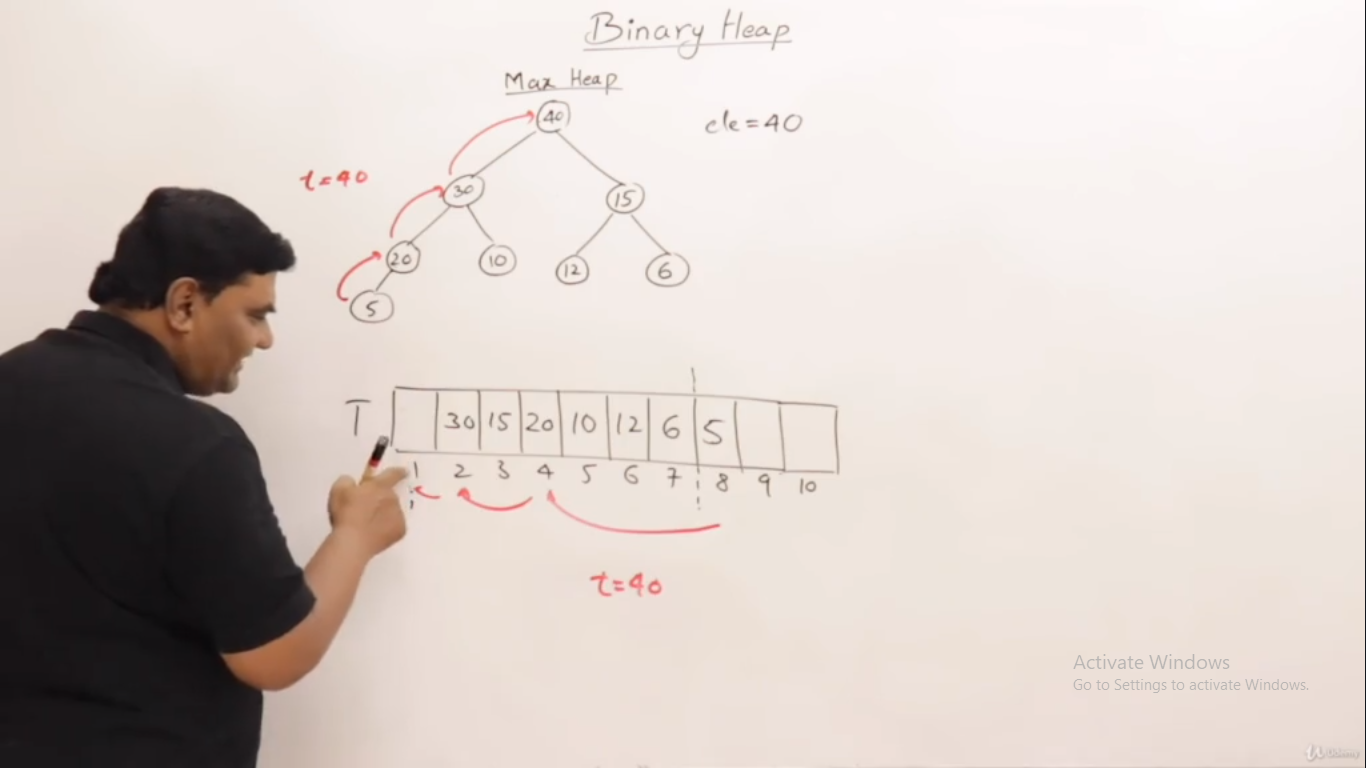 Binary Heap
Max Heap
40
ele = 40
t = 40
30
15
20
10
12
6
5
T
30 15 20 10 12 6 5
1 2 3 4 5 6 7 8 9 10
t = 40
Activate Windows
Go to Settings to activate Windows.
Udemy